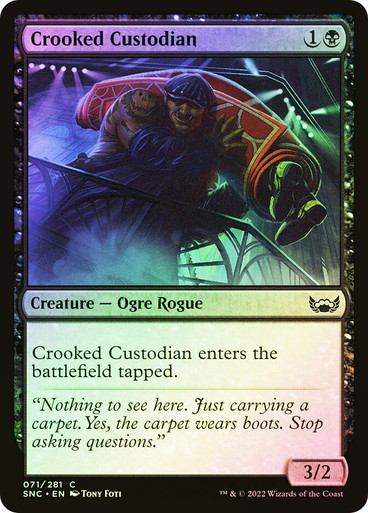 Crooked Custodian 1
Creature — Ogre Rogue
Crooked Custodian enters the
battlefield tapped.
“Nothing to see here. Just carrying a
carpet. Yes, the carpet wears boots. Stop
asking questions.”
3/2
071/281 C
SNC • EN Tony Foti
™ & © 2022 Wizards of the Coast